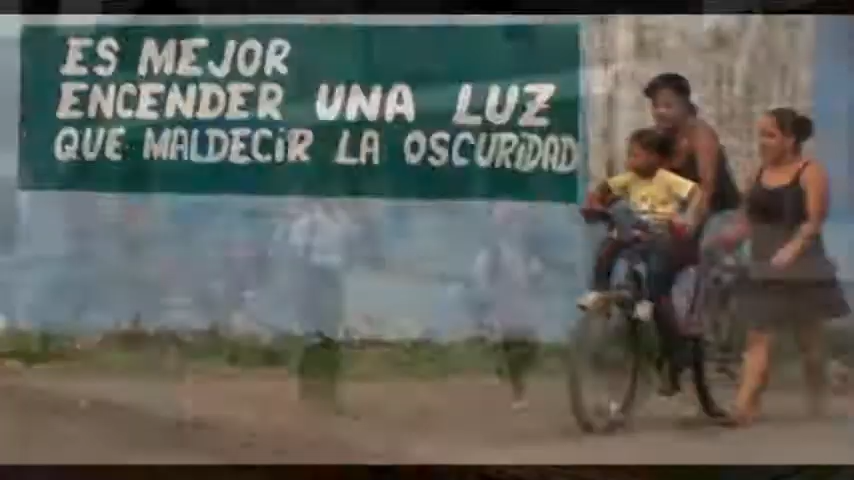 ES MEJOR
ENCENDER UNA LUZ
QUE MALDECIR LA OSCURIDAD